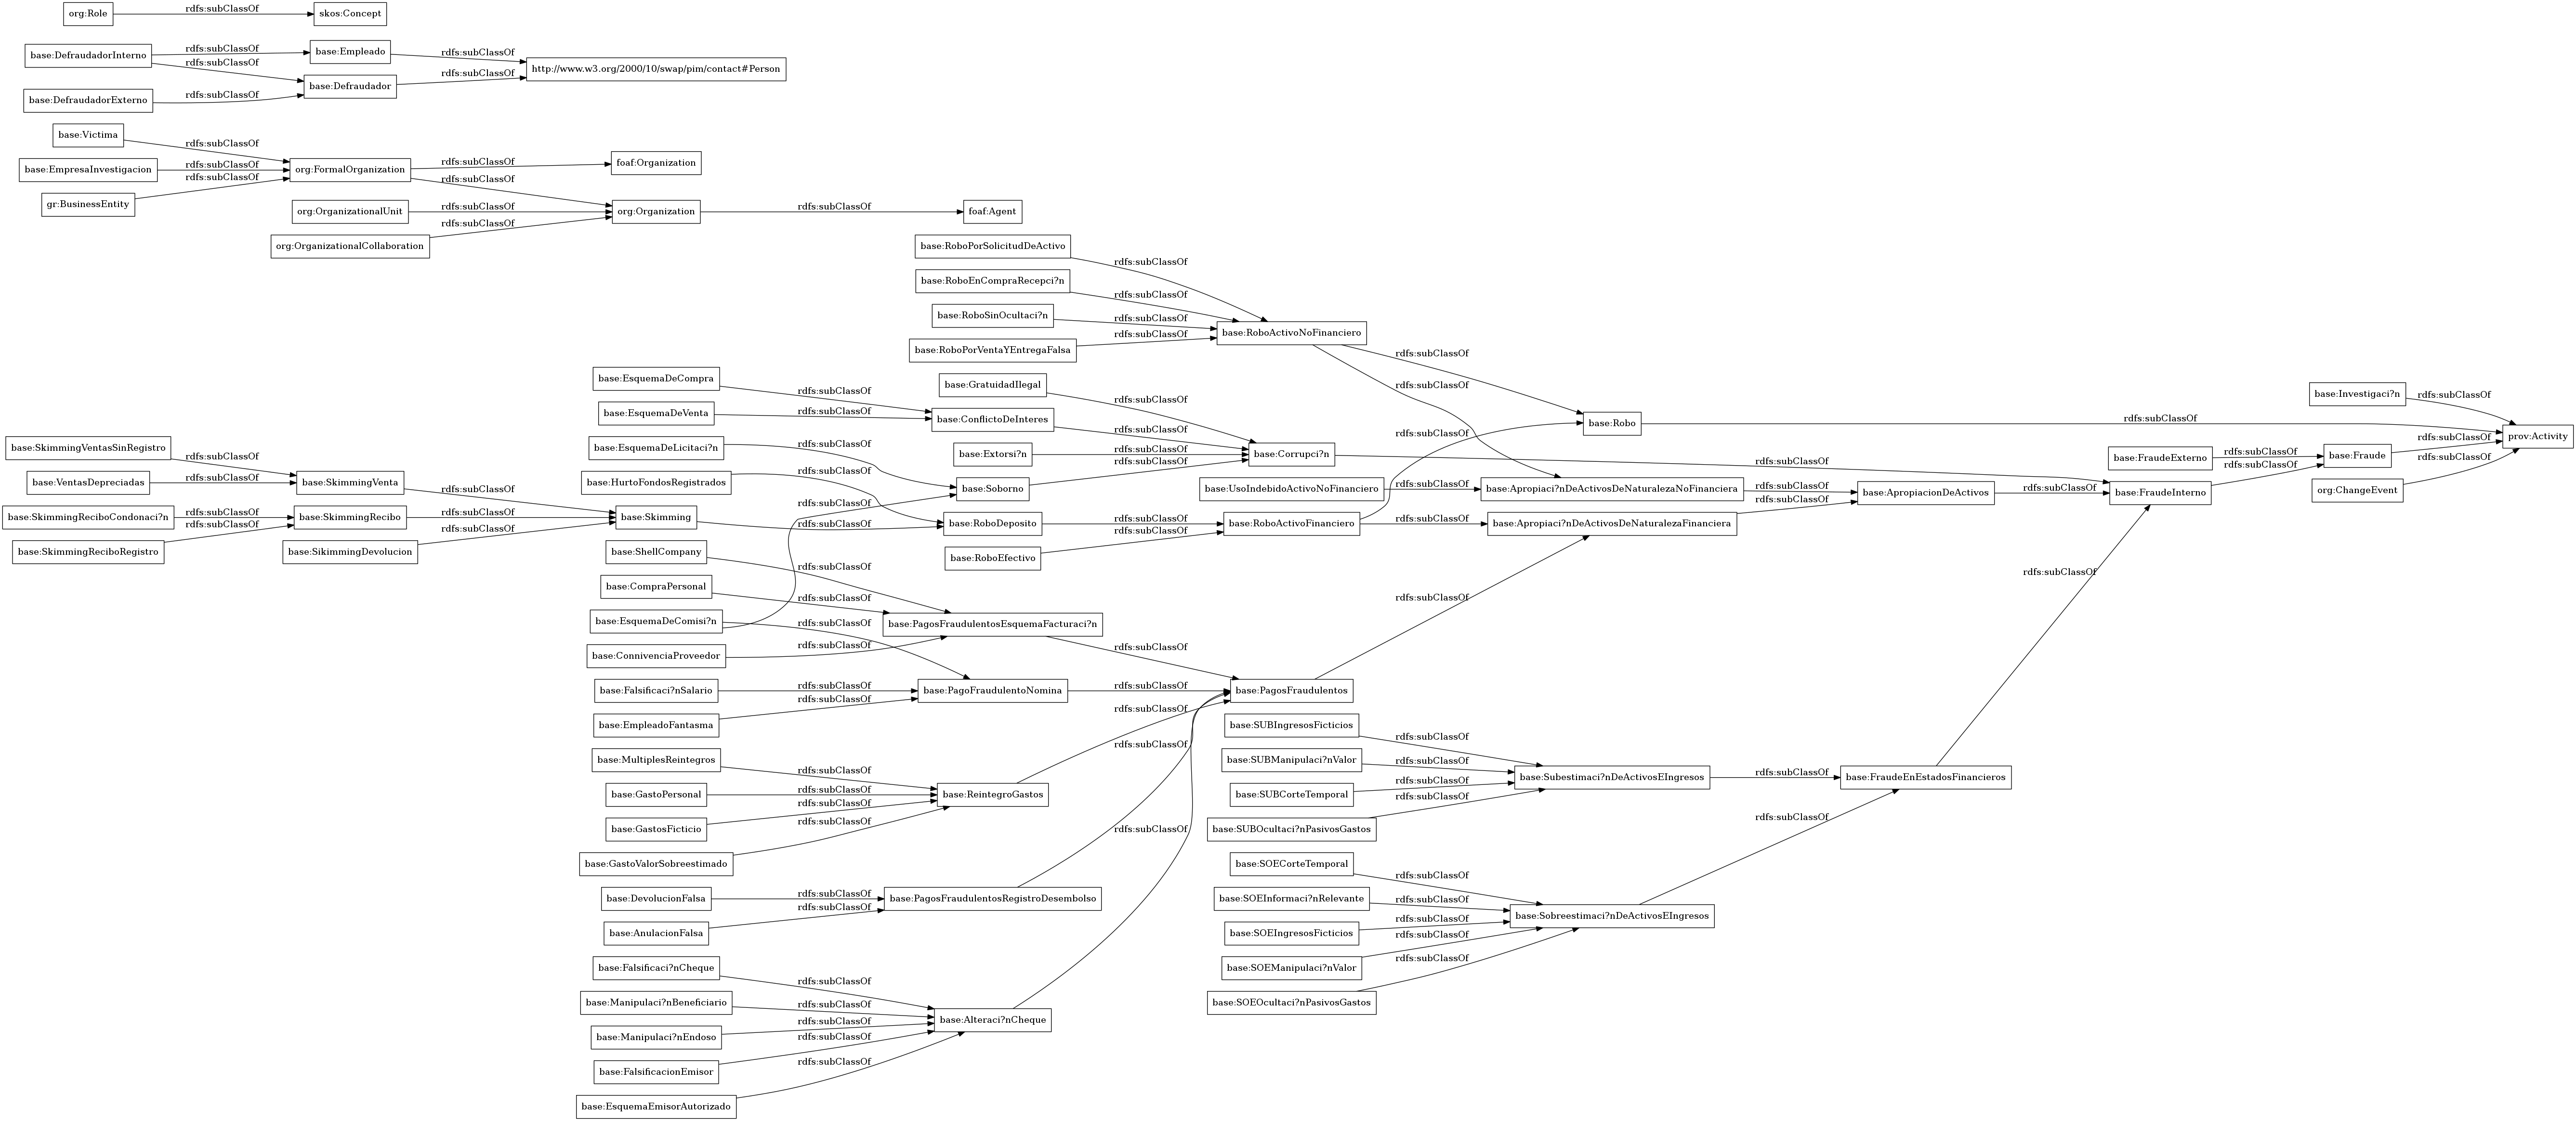 org:Role
rdfs:subClassOf
skos:Concept
base:DefraudadorInterno
rdfs:subClassOf
base:Empleado
rdfs:subClassOf
rdfs:subClassOf
http://www.w3.org/2000/10/swap/pim/contact#Person
base:Defraudador
rdfs:subClassOf
base:DefraudadorExterno
rdfs:subClassOf
base:Victima
rdfs:subClassOf
base:EmpresaInvestigacion
rdfs:subClassOf
org:FormalOrganization
rdfs:subClassOf
foaf:Organization
gr:BusinessEntity
rdfs:subClassOf
rdfs:subClassOf
org:OrganizationalUnit
rdfs:subClassOf
org:Organization
rdfs:subClassOf
foaf:Agent
org:OrganizationalCollaboration
rdfs:subClassOf
base:RoboPorSolicitudDeActivo
rdfs:subClassOf
base:RoboEnCompraRecepci?n
rdfs:subClassOf
base:RoboSinOcultaci?n
rdfs:subClassOf
base:RoboActivoNoFinanciero
base:RoboPorVentaYEntregaFalsa
rdfs:subClassOf
rdfs:subClassOf
rdfs:subClassOf
base:EsquemaDeCompra
rdfs:subClassOf
base:GratuidadIlegal
rdfs:subClassOf
base:EsquemaDeVenta
rdfs:subClassOf
base:ConflictoDeInteres
rdfs:subClassOf
base:Robo
rdfs:subClassOf
rdfs:subClassOf
base:Investigaci?n
rdfs:subClassOf
prov:Activity
base:SkimmingVentasSinRegistro
rdfs:subClassOf
base:EsquemaDeLicitaci?n
rdfs:subClassOf
base:Extorsi?n
rdfs:subClassOf
base:Corrupci?n
rdfs:subClassOf
rdfs:subClassOf
base:FraudeExterno
rdfs:subClassOf
base:Fraude
rdfs:subClassOf
rdfs:subClassOf
base:VentasDepreciadas
rdfs:subClassOf
base:SkimmingVenta
rdfs:subClassOf
base:HurtoFondosRegistrados
rdfs:subClassOf
base:Soborno
base:UsoIndebidoActivoNoFinanciero
rdfs:subClassOf
base:Apropiaci?nDeActivosDeNaturalezaNoFinanciera
rdfs:subClassOf
base:ApropiacionDeActivos
rdfs:subClassOf
base:FraudeInterno
rdfs:subClassOf
org:ChangeEvent
rdfs:subClassOf
base:SkimmingReciboCondonaci?n
rdfs:subClassOf
base:SkimmingRecibo
rdfs:subClassOf
base:Skimming
rdfs:subClassOf
base:RoboDeposito
rdfs:subClassOf
base:RoboActivoFinanciero
rdfs:subClassOf
base:Apropiaci?nDeActivosDeNaturalezaFinanciera
rdfs:subClassOf
base:SkimmingReciboRegistro
rdfs:subClassOf
base:SikimmingDevolucion
rdfs:subClassOf
base:ShellCompany
rdfs:subClassOf
base:RoboEfectivo
rdfs:subClassOf
base:CompraPersonal
rdfs:subClassOf
base:EsquemaDeComisi?n
rdfs:subClassOf
base:PagosFraudulentosEsquemaFacturaci?n
rdfs:subClassOf
rdfs:subClassOf
rdfs:subClassOf
base:ConnivenciaProveedor
rdfs:subClassOf
base:Falsificaci?nSalario
rdfs:subClassOf
base:PagoFraudulentoNomina
rdfs:subClassOf
base:PagosFraudulentos
base:EmpleadoFantasma
rdfs:subClassOf
rdfs:subClassOf
base:SUBIngresosFicticios
rdfs:subClassOf
base:MultiplesReintegros
rdfs:subClassOf
rdfs:subClassOf
base:SUBManipulaci?nValor
rdfs:subClassOf
base:Subestimaci?nDeActivosEIngresos
rdfs:subClassOf
base:FraudeEnEstadosFinancieros
base:GastoPersonal
rdfs:subClassOf
base:ReintegroGastos
base:SUBCorteTemporal
rdfs:subClassOf
base:GastosFicticio
rdfs:subClassOf
rdfs:subClassOf
base:SUBOcultaci?nPasivosGastos
rdfs:subClassOf
rdfs:subClassOf
base:GastoValorSobreestimado
rdfs:subClassOf
base:SOECorteTemporal
rdfs:subClassOf
base:DevolucionFalsa
rdfs:subClassOf
base:PagosFraudulentosRegistroDesembolso
base:SOEInformaci?nRelevante
rdfs:subClassOf
base:Sobreestimaci?nDeActivosEIngresos
base:AnulacionFalsa
rdfs:subClassOf
base:SOEIngresosFicticios
rdfs:subClassOf
base:Falsificaci?nCheque
rdfs:subClassOf
base:SOEManipulaci?nValor
rdfs:subClassOf
base:Manipulaci?nBeneficiario
rdfs:subClassOf
base:SOEOcultaci?nPasivosGastos
rdfs:subClassOf
base:Manipulaci?nEndoso
rdfs:subClassOf
base:Alteraci?nCheque
base:FalsificacionEmisor
rdfs:subClassOf
base:EsquemaEmisorAutorizado
rdfs:subClassOf